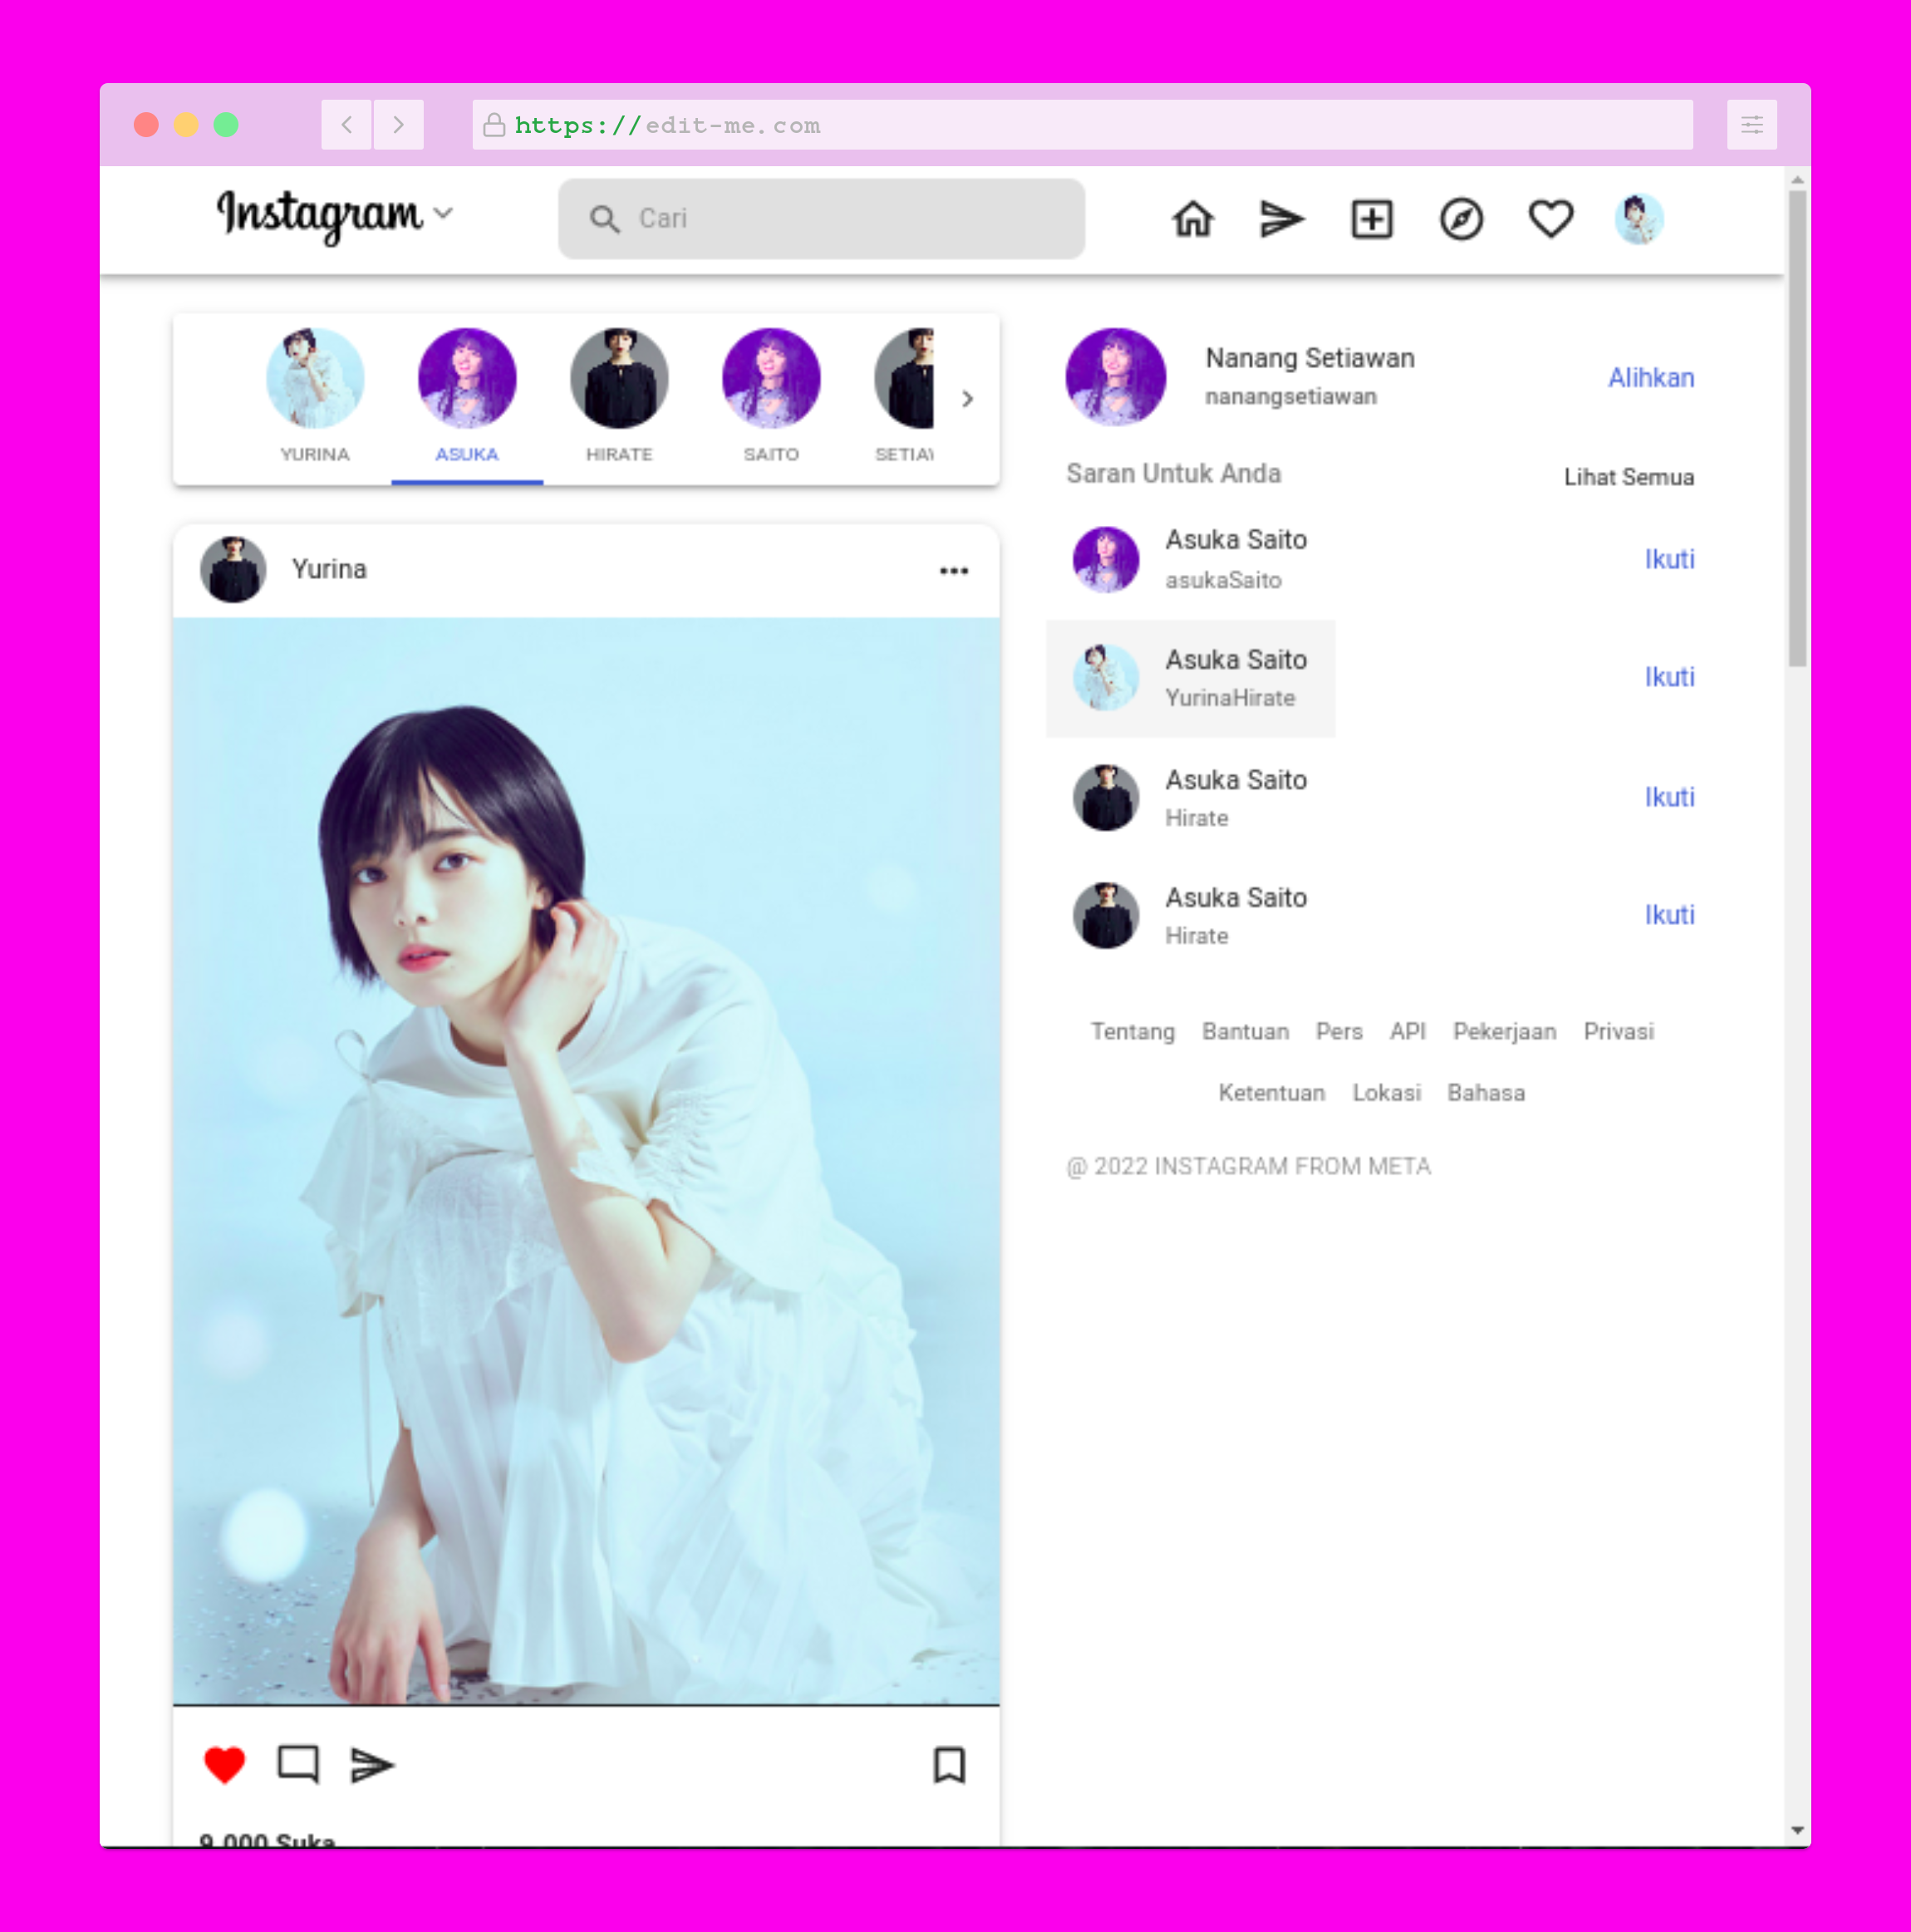 https://edit-me.com
Instagram
Cari
YURINA
ASUKA
HIRATE
SAITO
Nanang Setiawan
nanangsetiawan
Alihkan
Saran Untuk Anda
Lihat Semua
Yurina
Asuka Saito
asukaSaito
Ikuti
Asuka Saito
YurinaHirate
Ikuti
Asuka Saito
Hirate
Ikuti
Asuka Saito
Hirate
Ikuti
Tentang Bantuan Pers API Pekerjaan Privasi
Ketentuan Lokasi Bahasa
@ 2022 INSTAGRAM FROM META
9.000 Suka